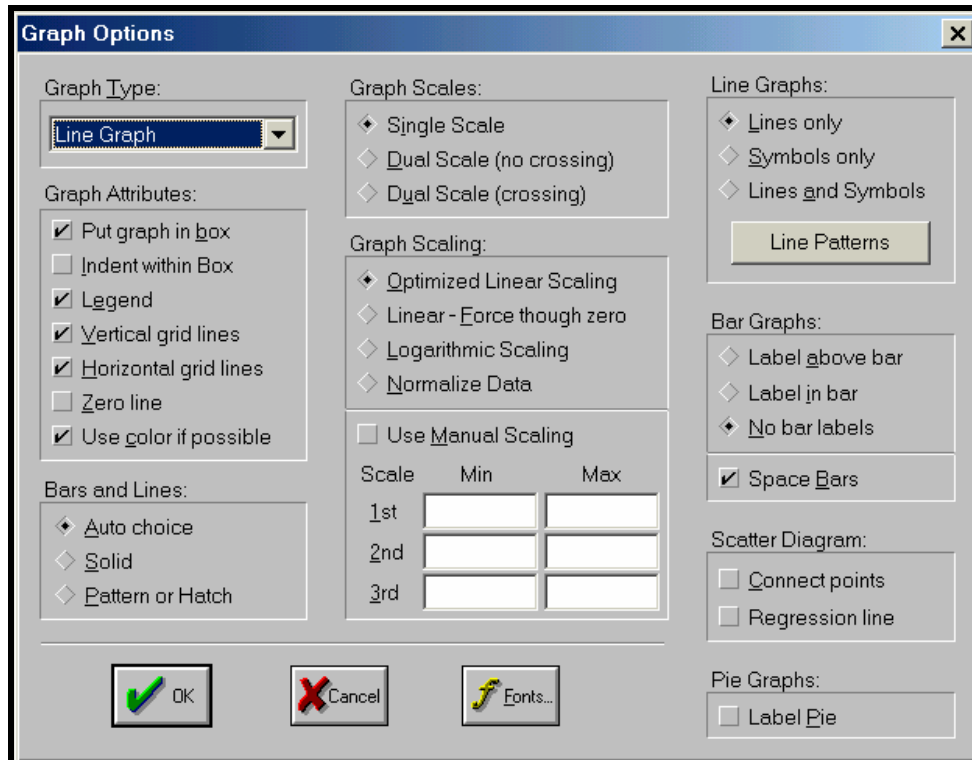 Graph Options
Graph Type:
Line Graph
Graph Attributes:
Put graph in box
Indent within Box
Legend
Vertical grid lines
Horizontal grid lines
Zero line
Use color if possible
Bars and Lines:
Auto choice
Solid
Pattern or Hatch
Graph Scales:
Single Scale
Dual Scale (no crossing)
Dual Scale (crossing)
Graph Scaling:
Optimized Linear Scaling
Linear - Force though zero
Logarithmic Scaling
Normalize Data
Use Manual Scaling
Scale Min Max
1st
2nd
3rd
Line Graphs:
Lines only
Symbols only
Lines and Symbols
Line Patterns
Bar Graphs:
Label above bar
Label in bar
No bar labels
Space Bars
Scatter Diagram:
Connect points
Regression line
Pie Graphs:
Label Pie
OK
Cancel
Fonts...